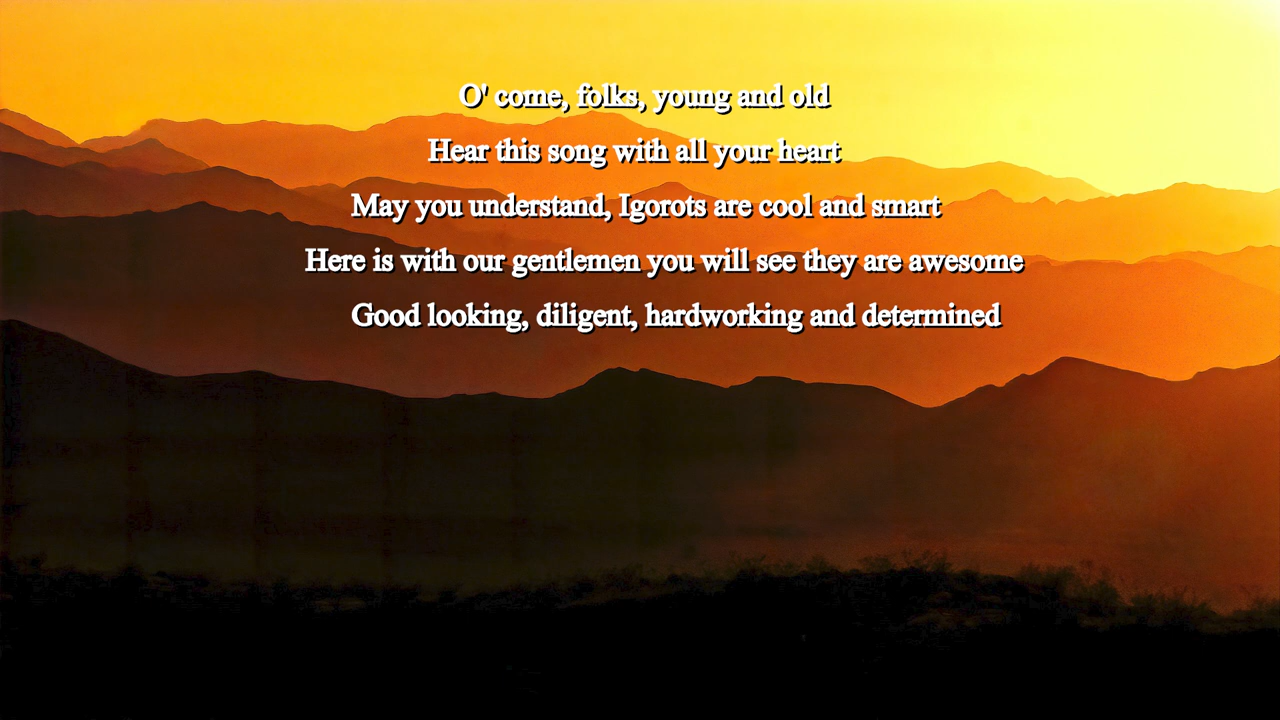 O' come, folks, young and old
Hear this song with all your heart
May you understand, Igorots are cool and smart
Here is with our gentlemen you will see they are awesome
Good looking, diligent, hardworking and determined